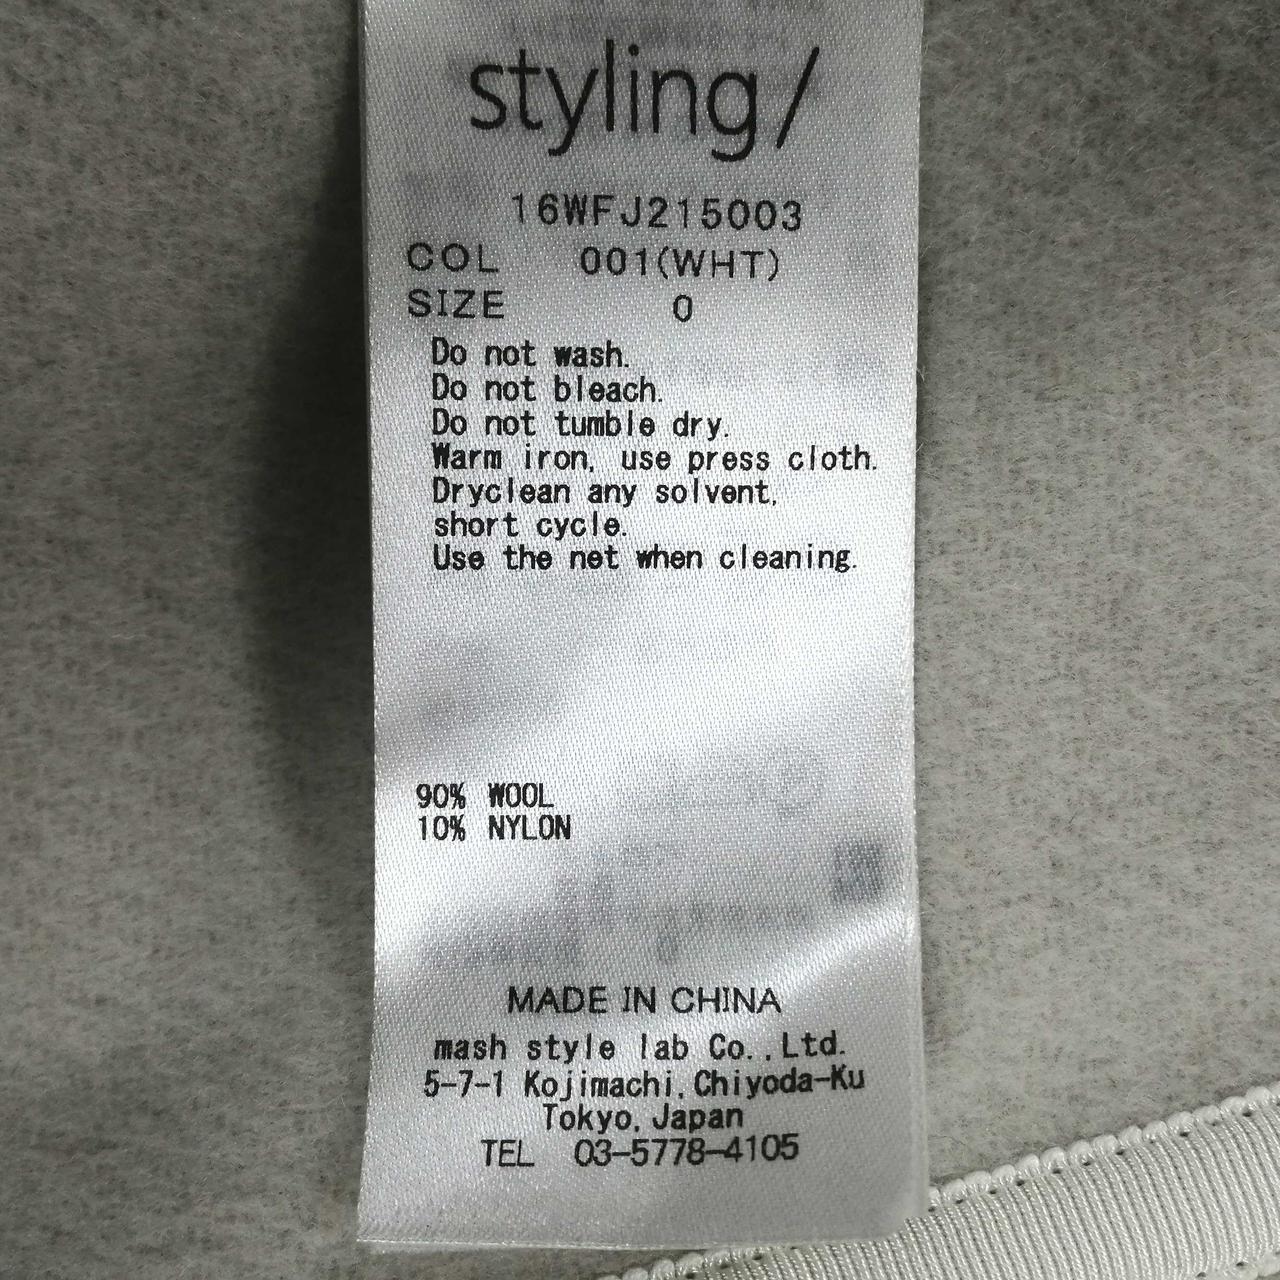 styling/
16WFJ215003
COL 001(WHT)
SIZE 0
Do not wash.
Do not bleach.
Do not tumble dry.
Warm iron, use press cloth.
Dryclean any solvent,
short cycle.
Use the net when cleaning.
90% WOOL
10% NYLON
MADE IN CHINA
mash style lab Co.,Ltd.
5-7-1 Kojimachi,Chiyoda-Ku
Tokyo,Japan
TEL 03-5778-4105